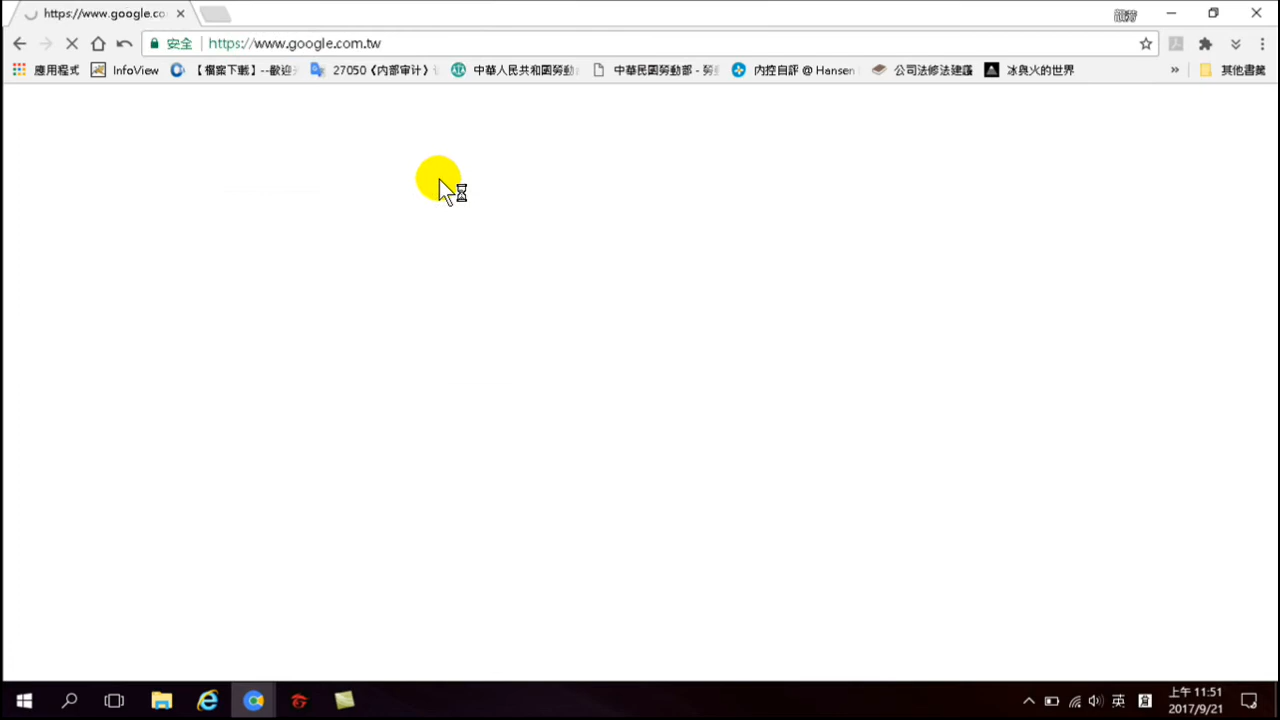 https://www.google.co
安全 https://www.google.com.tw
應用程式 InfoView 【檔案下載】--歡迎 27050《内部审计》 中華人民共和國勞動 中華民國勞動部 - 勞 內控自評 @ Hansen 公司法修法建議 冰與火的世界 » 其他書籤
英
上午 11:51
2017/9/21